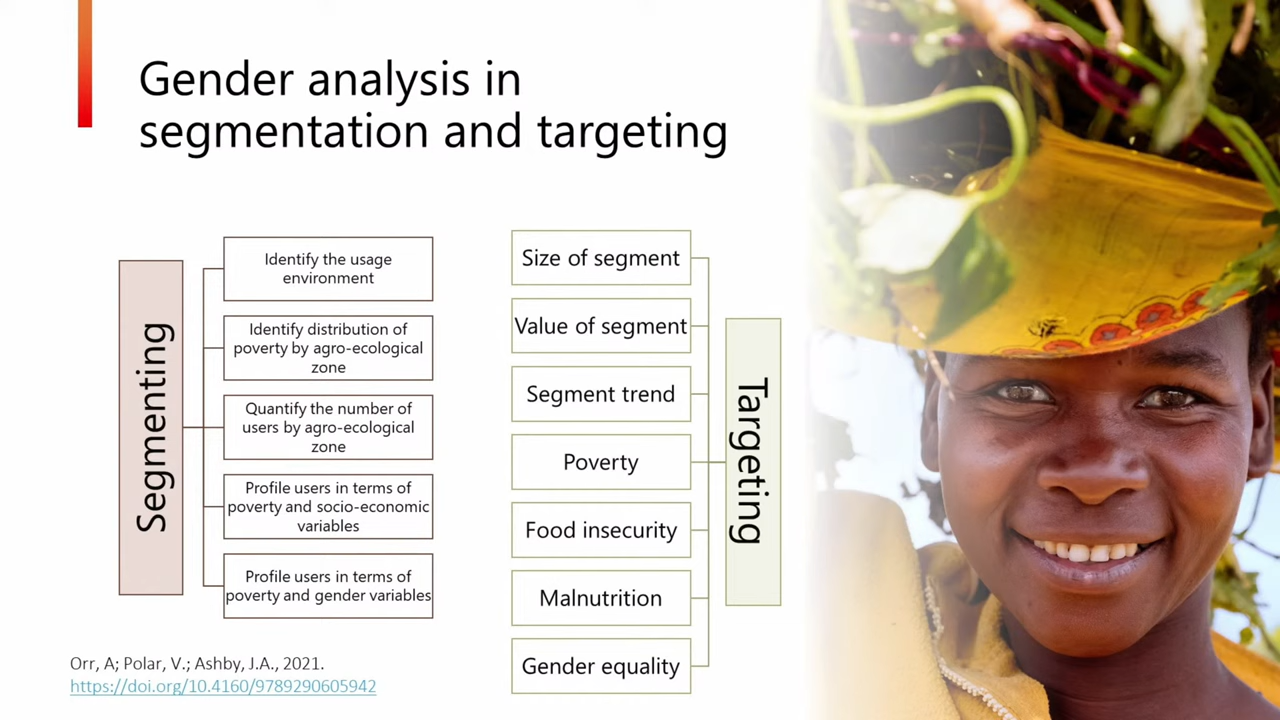 Gender analysis in
segmentation and targeting
Segmenting
Identify the usage
environment
Identify distribution of
poverty by agro-ecological
zone
Quantify the number of
users by agro-ecological
zone
Profile users in terms of
poverty and socio-economic
variables
Profile users in terms of
poverty and gender variables
Size of segment
Value of segment
Segment trend
Poverty
Food insecurity
Malnutrition
Gender equality
Targeting
Orr, A; Polar, V.; Ashby, J.A., 2021.
https://doi.org/10.4160/9789290605942